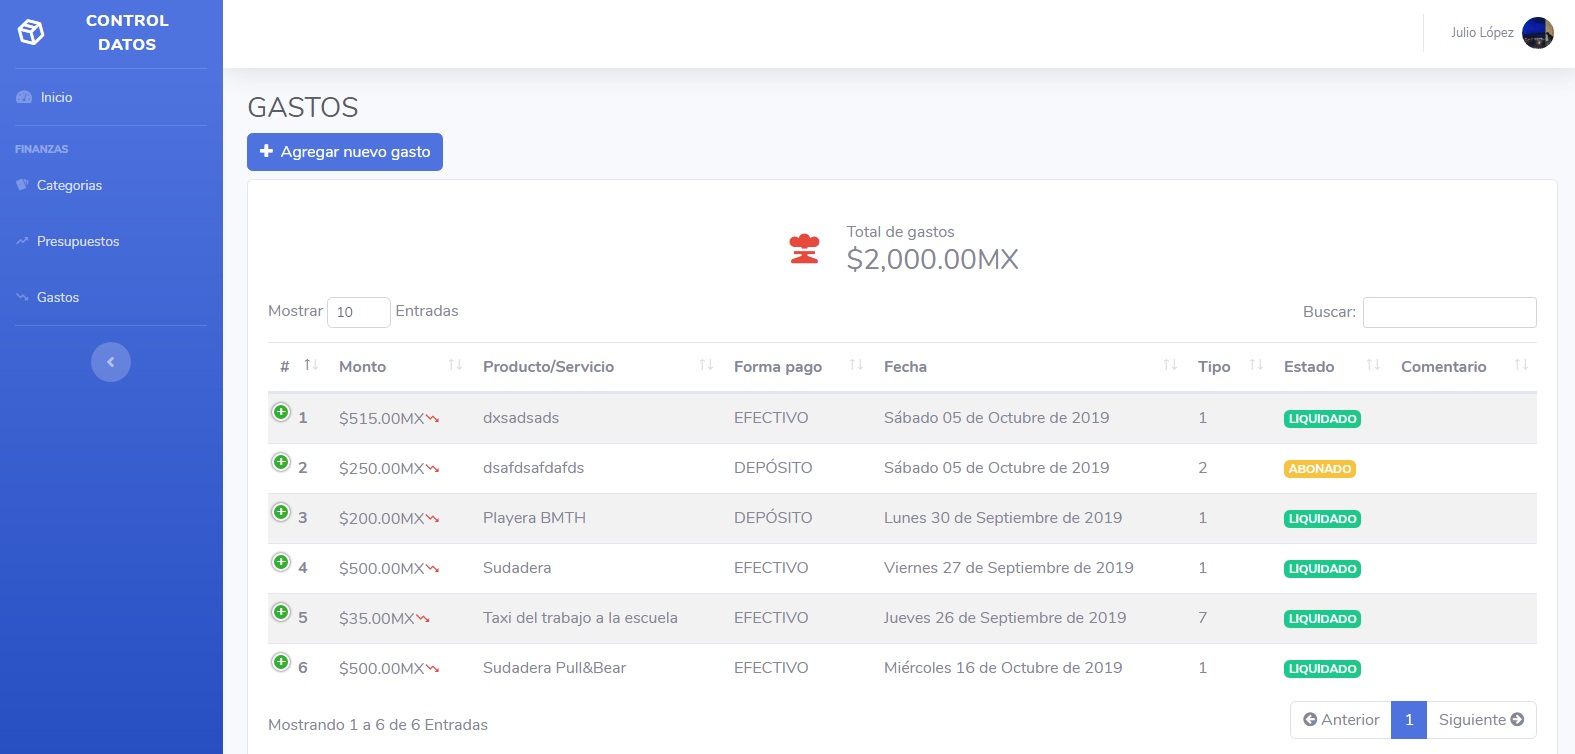 CONTROL
DATOS
Julio López
Inicio
FINANZAS
Categorias
Presupuestos
Gastos
GASTOS
Agregar nuevo gasto
Total de gastos
$2,000.00MX
Mostrar 10 Entradas
Buscar:
# Monto Producto/Servicio Forma pago Fecha Tipo Estado Comentario
1 $515.00MX dxsadsads EFECTIVO Sábado 05 de Octubre de 2019 1 LIQUIDADO
2 $250.00MX dsafdsafdafds DEPÓSITO Sábado 05 de Octubre de 2019 2 ABONADO
3 $200.00MX Playera BMTH DEPÓSITO Lunes 30 de Septiembre de 2019 1 LIQUIDADO
4 $500.00MX Sudadera EFECTIVO Viernes 27 de Septiembre de 2019 1 LIQUIDADO
5 $35.00MX Taxi del trabajo a la escuela EFECTIVO Jueves 26 de Septiembre de 2019 7 LIQUIDADO
6 $500.00MX Sudadera Pull&Bear EFECTIVO Miércoles 16 de Octubre de 2019 1 LIQUIDADO
Mostrando 1 a 6 de 6 Entradas
Anterior 1 Siguiente